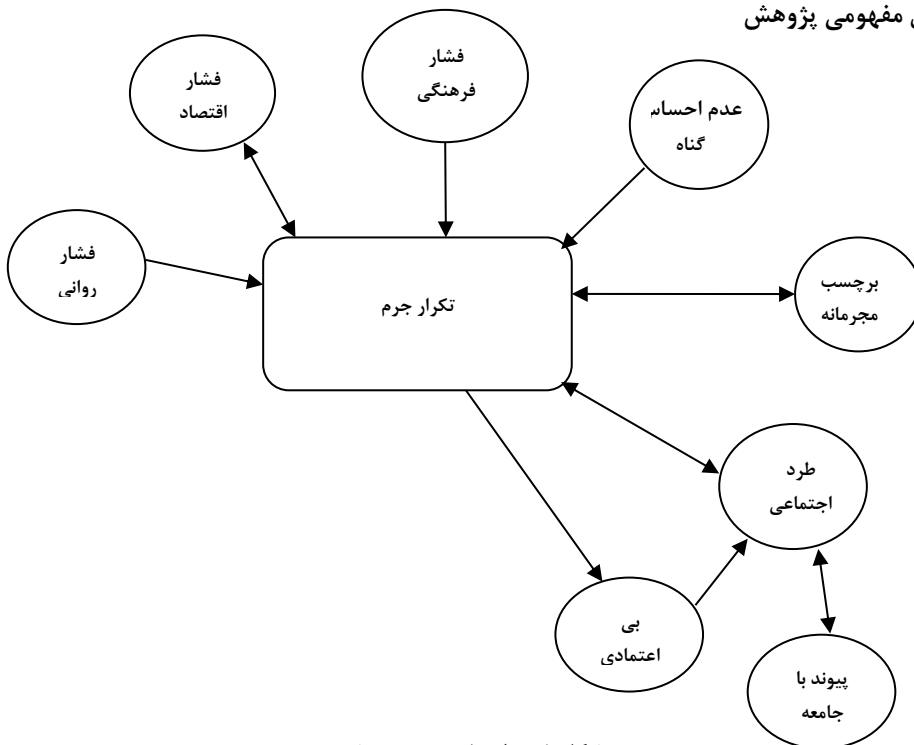 مفهومی پژوهش
فشار
فرهنگی
فشار
اقتصاد
عدم احساس
گناه
فشار
روانی
برچسب
مجرمانه
تکرار جرم
طرد
اجتماعی
بی
اعتمادی
پیوند با
جامعه